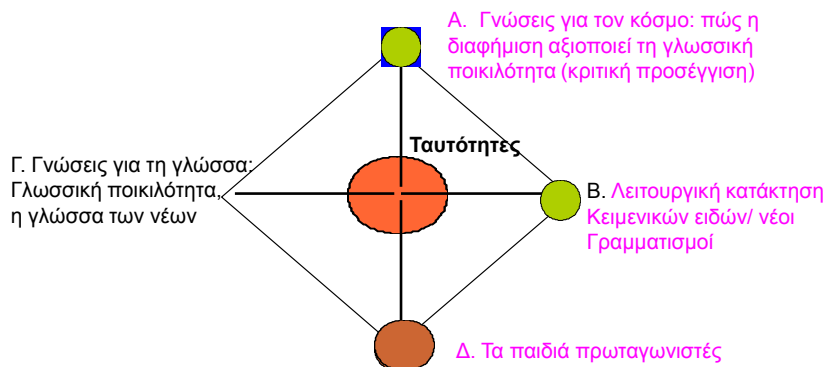 Α. Γνώσεις για τον κόσμο: πώς η
διαφήμιση αξιοποιεί τη γλωσσική
ποικιλότητα (κριτική προσέγγιση)
Ταυτότητες
Γ. Γνώσεις για τη γλώσσα:
Γλωσσική ποικιλότητα,
η γλώσσα των νέων
Β. Λειτουργική κατάκτηση
Κειμενικών ειδών/ νέοι
Γραμματισμοί
Δ. Τα παιδιά πρωταγωνιστές